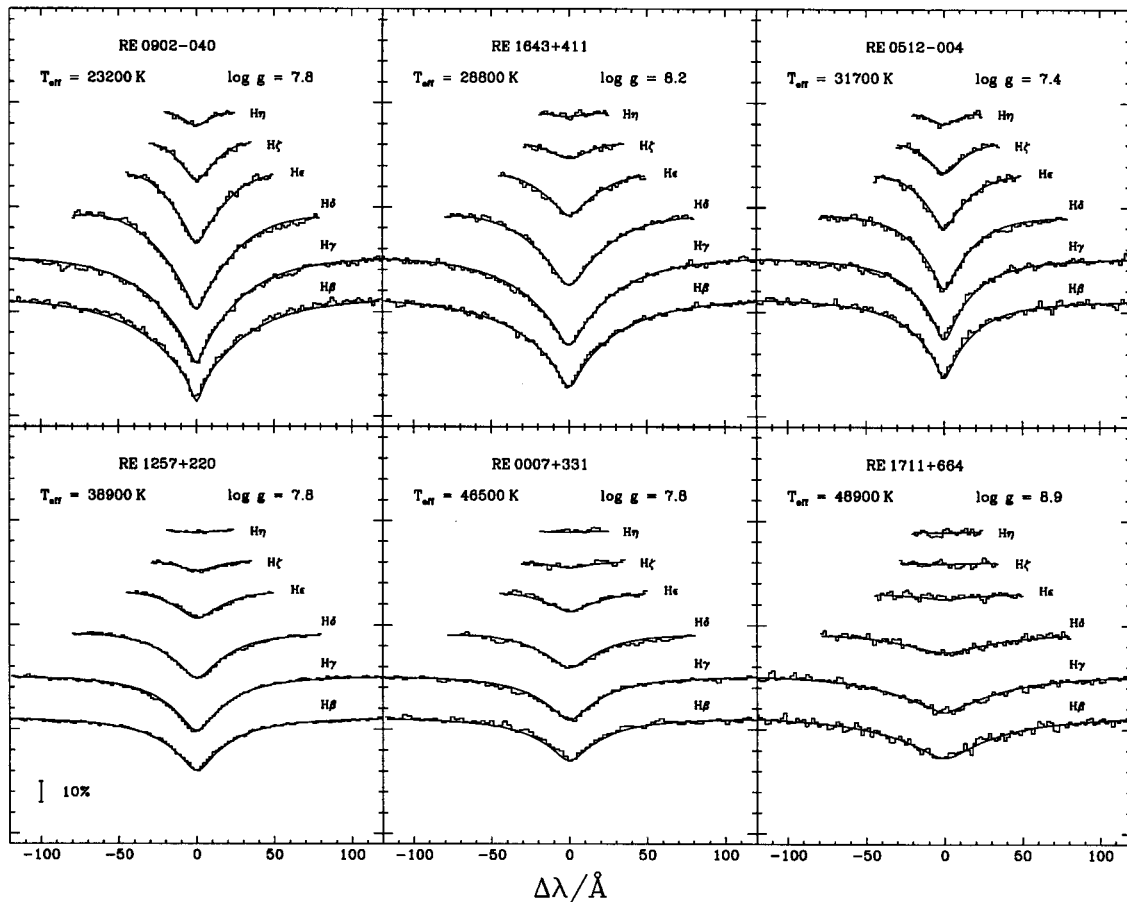 RE 0902−040
T_eff = 23200 K log g = 7.8
Hη
Hζ
Hε
Hδ
Hγ
Hβ
RE 1643+411
T_eff = 28800 K log g = 8.2
Hη
Hζ
Hε
Hδ
Hγ
Hβ
RE 0512−004
T_eff = 31700 K log g = 7.4
Hη
Hζ
Hε
Hδ
Hγ
Hβ
RE 1257+220
T_eff = 38900 K log g = 7.8
Hη
Hζ
Hε
Hδ
Hγ
Hβ
10%
RE 0007+331
T_eff = 46500 K log g = 7.8
Hη
Hζ
Hε
Hδ
Hγ
Hβ
RE 1711+664
T_eff = 48900 K log g = 8.9
Hη
Hζ
Hε
Hδ
Hγ
Hβ
−100 −50 0 50 100 −100 −50 0 50 100 −100 −50 0 50 100
Δλ/Å